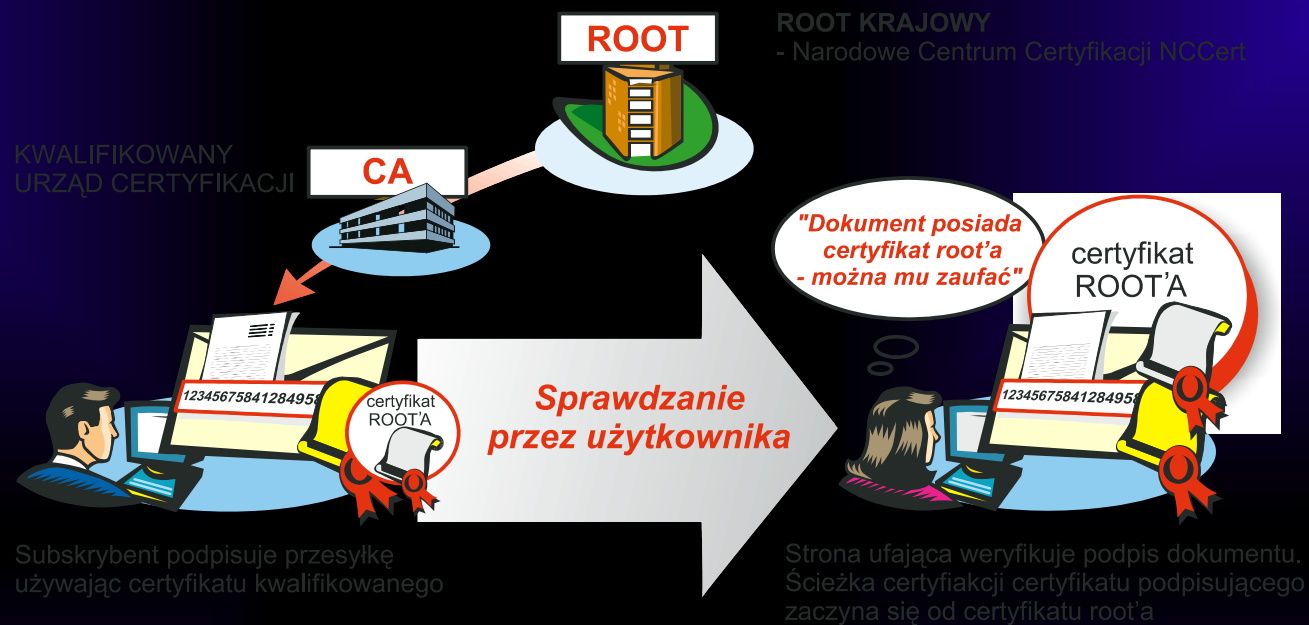 ROOT
ROOT KRAJOWY
- Narodowe Centrum Certyfikacji NCCert
KWALIFIKOWANY
URZĄD CERTYFIKACJI
CA
"Dokument posiada
certyfikat root'a
- można mu zaufać"
certyfikat
ROOT'A
12345675841284958
certyfikat
ROOT'A
Sprawdzanie
przez użytkownika
12345675841284958
Subskrybent podpisuje przesyłkę
używając certyfikatu kwalifikowanego
Strona ufająca weryfikuje podpis dokumentu.
Ścieżka certyfiakcji certyfikatu podpisującego
zaczyna się od certyfikatu root'a